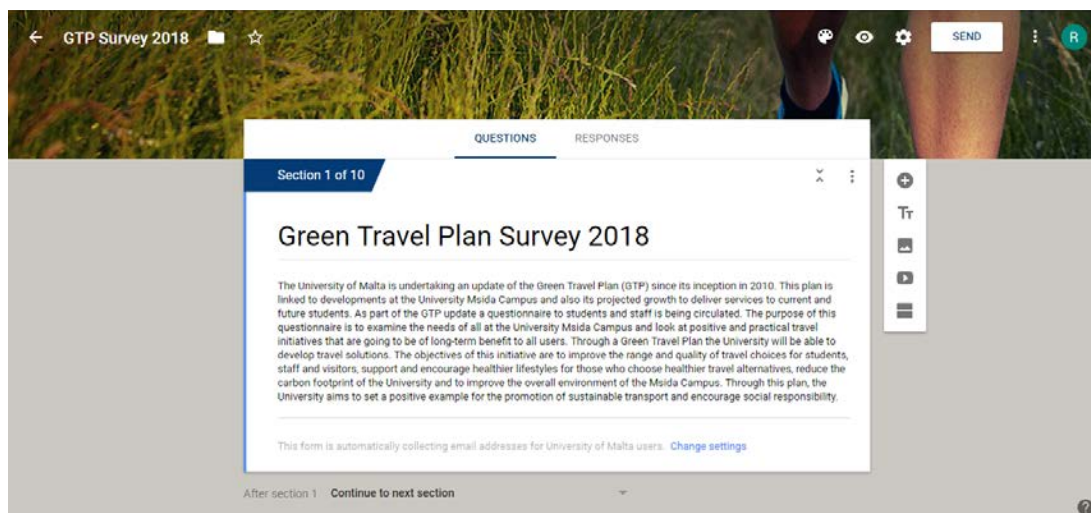 GTP Survey 2018
SEND
R
QUESTIONS RESPONSES
Section 1 of 10
Tт
Green Travel Plan Survey 2018
The University of Malta is undertaking an update of the Green Travel Plan (GTP) since its inception in 2010. This plan is
linked to developments at the University Msida Campus and also its projected growth to deliver services to current and
future students. As part of the GTP update a questionnaire to students and staff is being circulated. The purpose of this
questionnaire is to examine the needs of all at the University Msida Campus and look at positive and practical travel
initiatives that are going to be of long-term benefit to all users. Through a Green Travel Plan the University will be able to
develop travel solutions. The objectives of this initiative are to improve the range and quality of travel choices for students,
staff and visitors, support and encourage healthier lifestyles for those who choose healthier travel alternatives, reduce the
carbon footprint of the University and to improve the overall environment of the Msida Campus. Through this plan, the
University aims to set a positive example for the promotion of sustainable transport and encourage social responsibility.
This form is automatically collecting email addresses for University of Malta users. Change settings
After section 1 Continue to next section